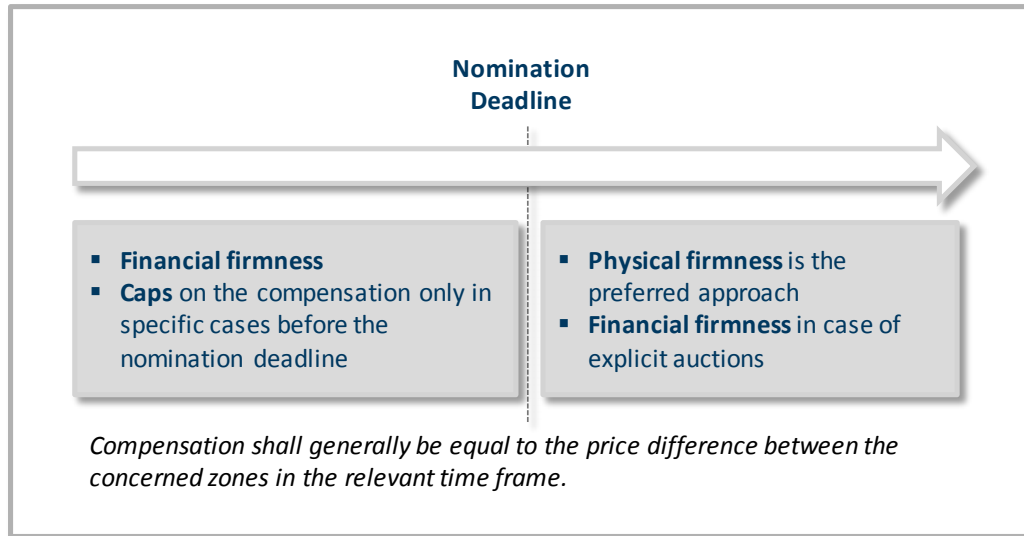 Nomination
Deadline
▪ Financial firmness
▪ Caps on the compensation only in
specific cases before the
nomination deadline
▪ Physical firmness is the
preferred approach
▪ Financial firmness in case of
explicit auctions
Compensation shall generally be equal to the price difference between the
concerned zones in the relevant time frame.